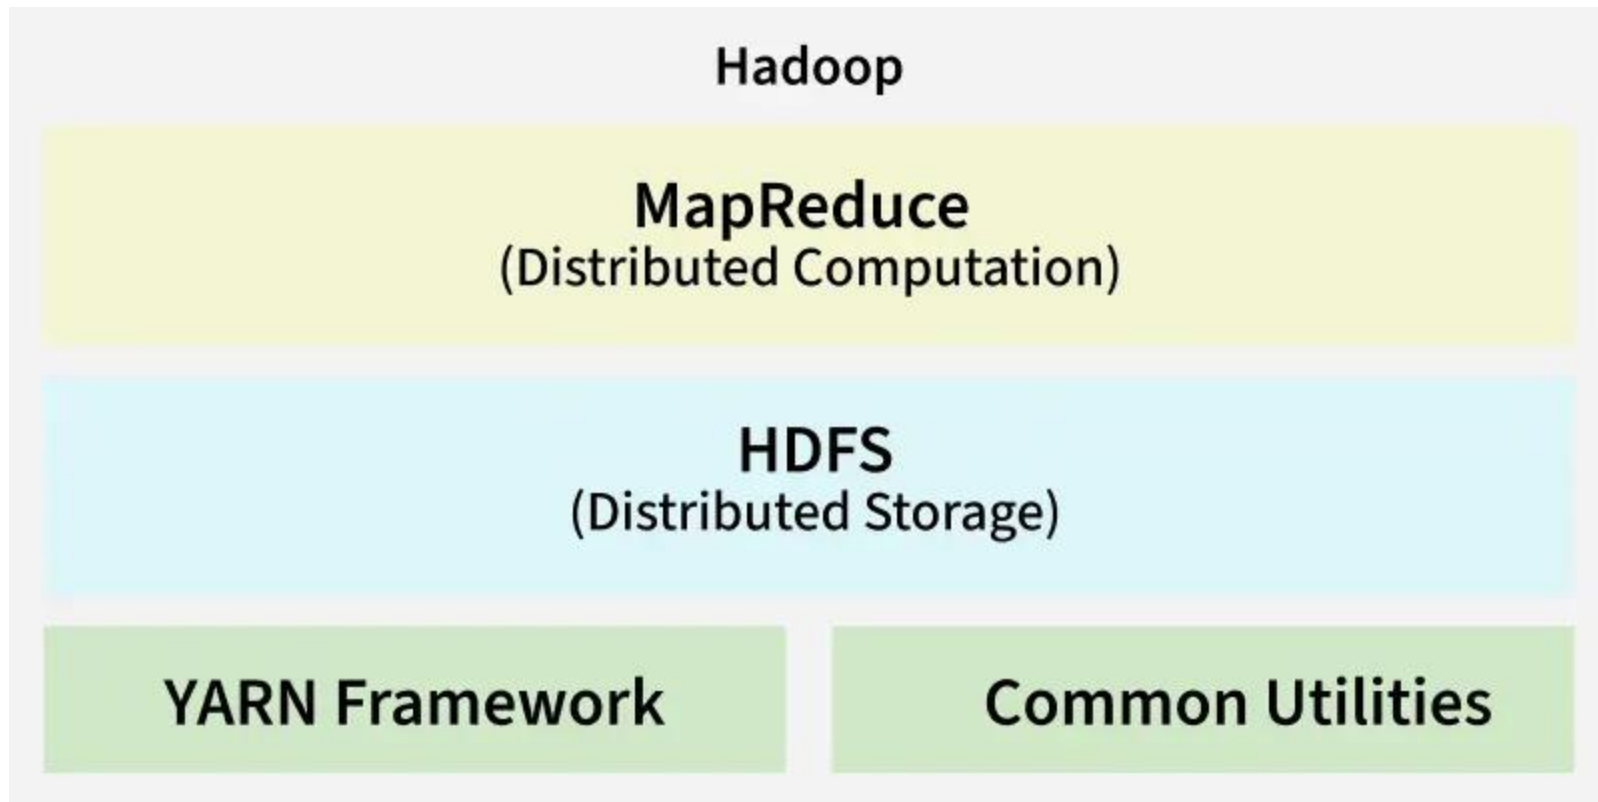 Hadoop
MapReduce
(Distributed Computation)
HDFS
(Distributed Storage)
YARN Framework
Common Utilities